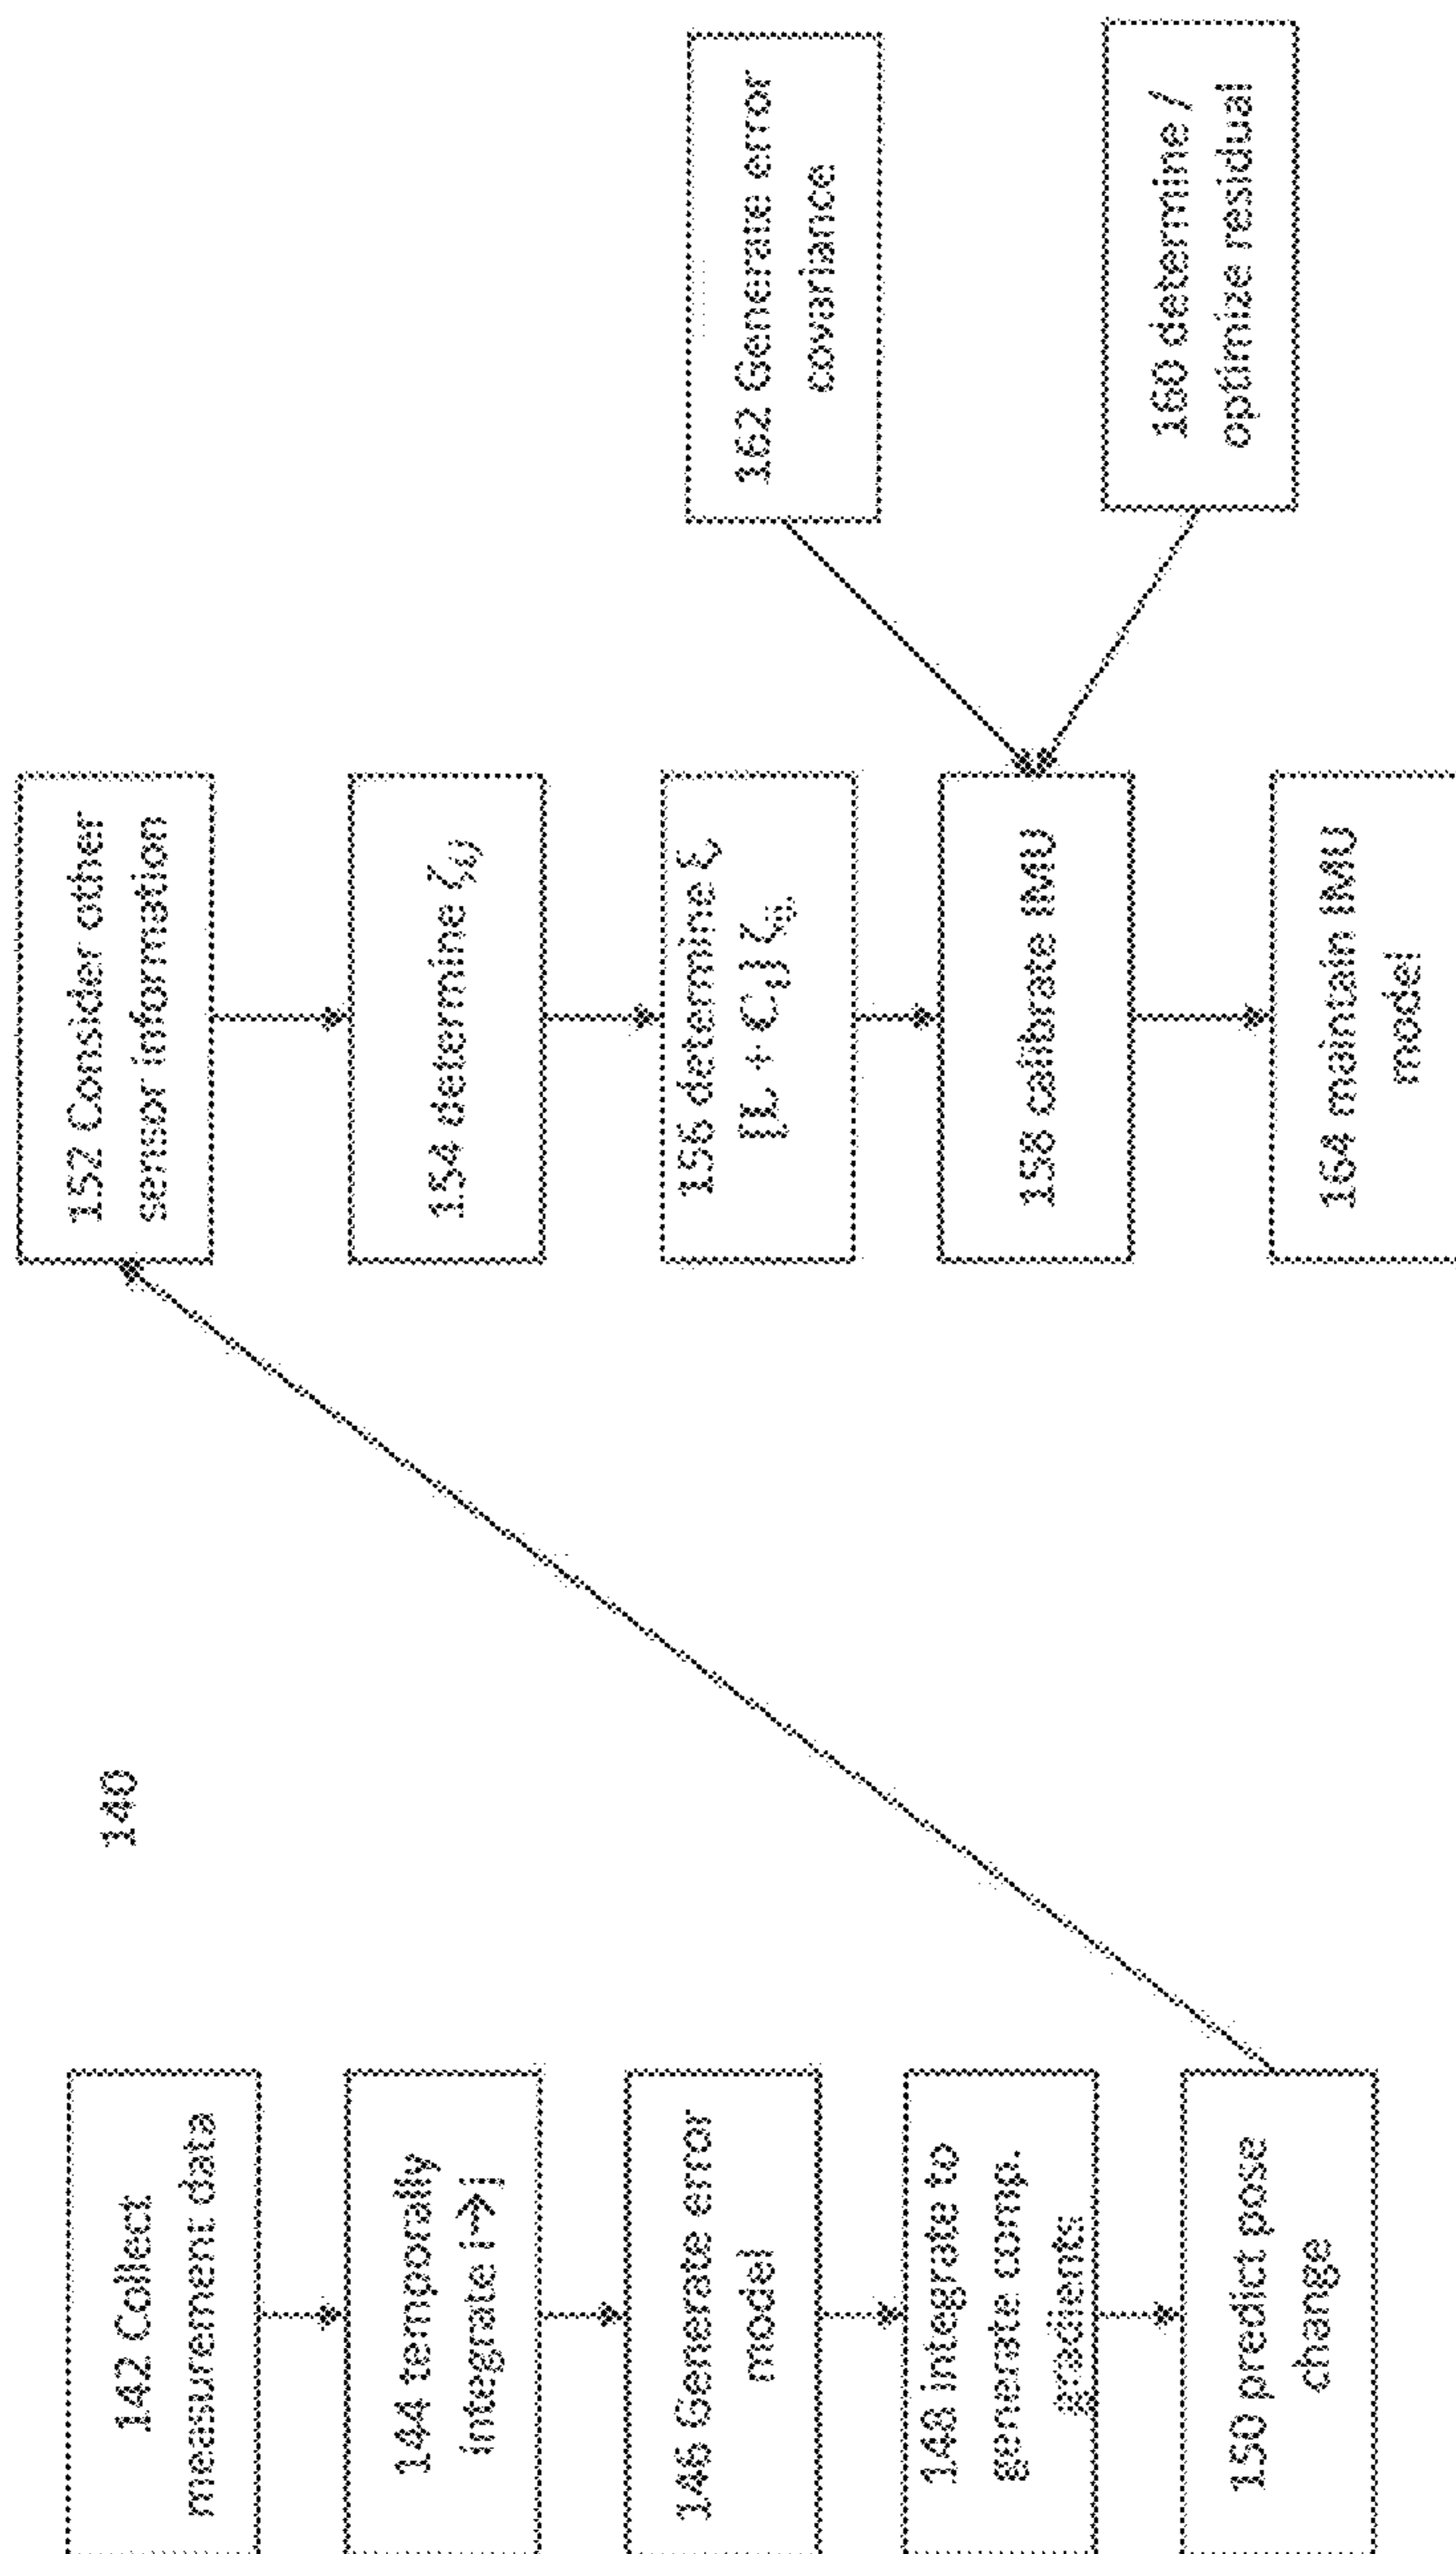 140
142 Collect
measurement data
144 temporally
integrate i→j
146 Generate error
model
148 integrate to
generate comp.
gradients
150 predict pose
change
152 Consider other
sensor information
154 determine ζᵢⱼ
156 determine ξ,
[L + C] ζᵢⱼ,
158 calibrate IMU
164 maintain IMU
model
162 Generate error
covariance
160 determine /
optimize residual